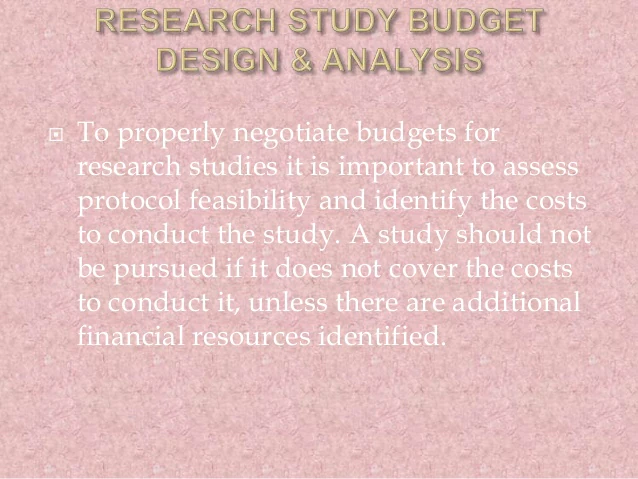 RESEARCH STUDY BUDGET
DESIGN & ANALYSIS
To properly negotiate budgets for
research studies it is important to assess
protocol feasibility and identify the costs
to conduct the study. A study should not
be pursued if it does not cover the costs
to conduct it, unless there are additional
financial resources identified.